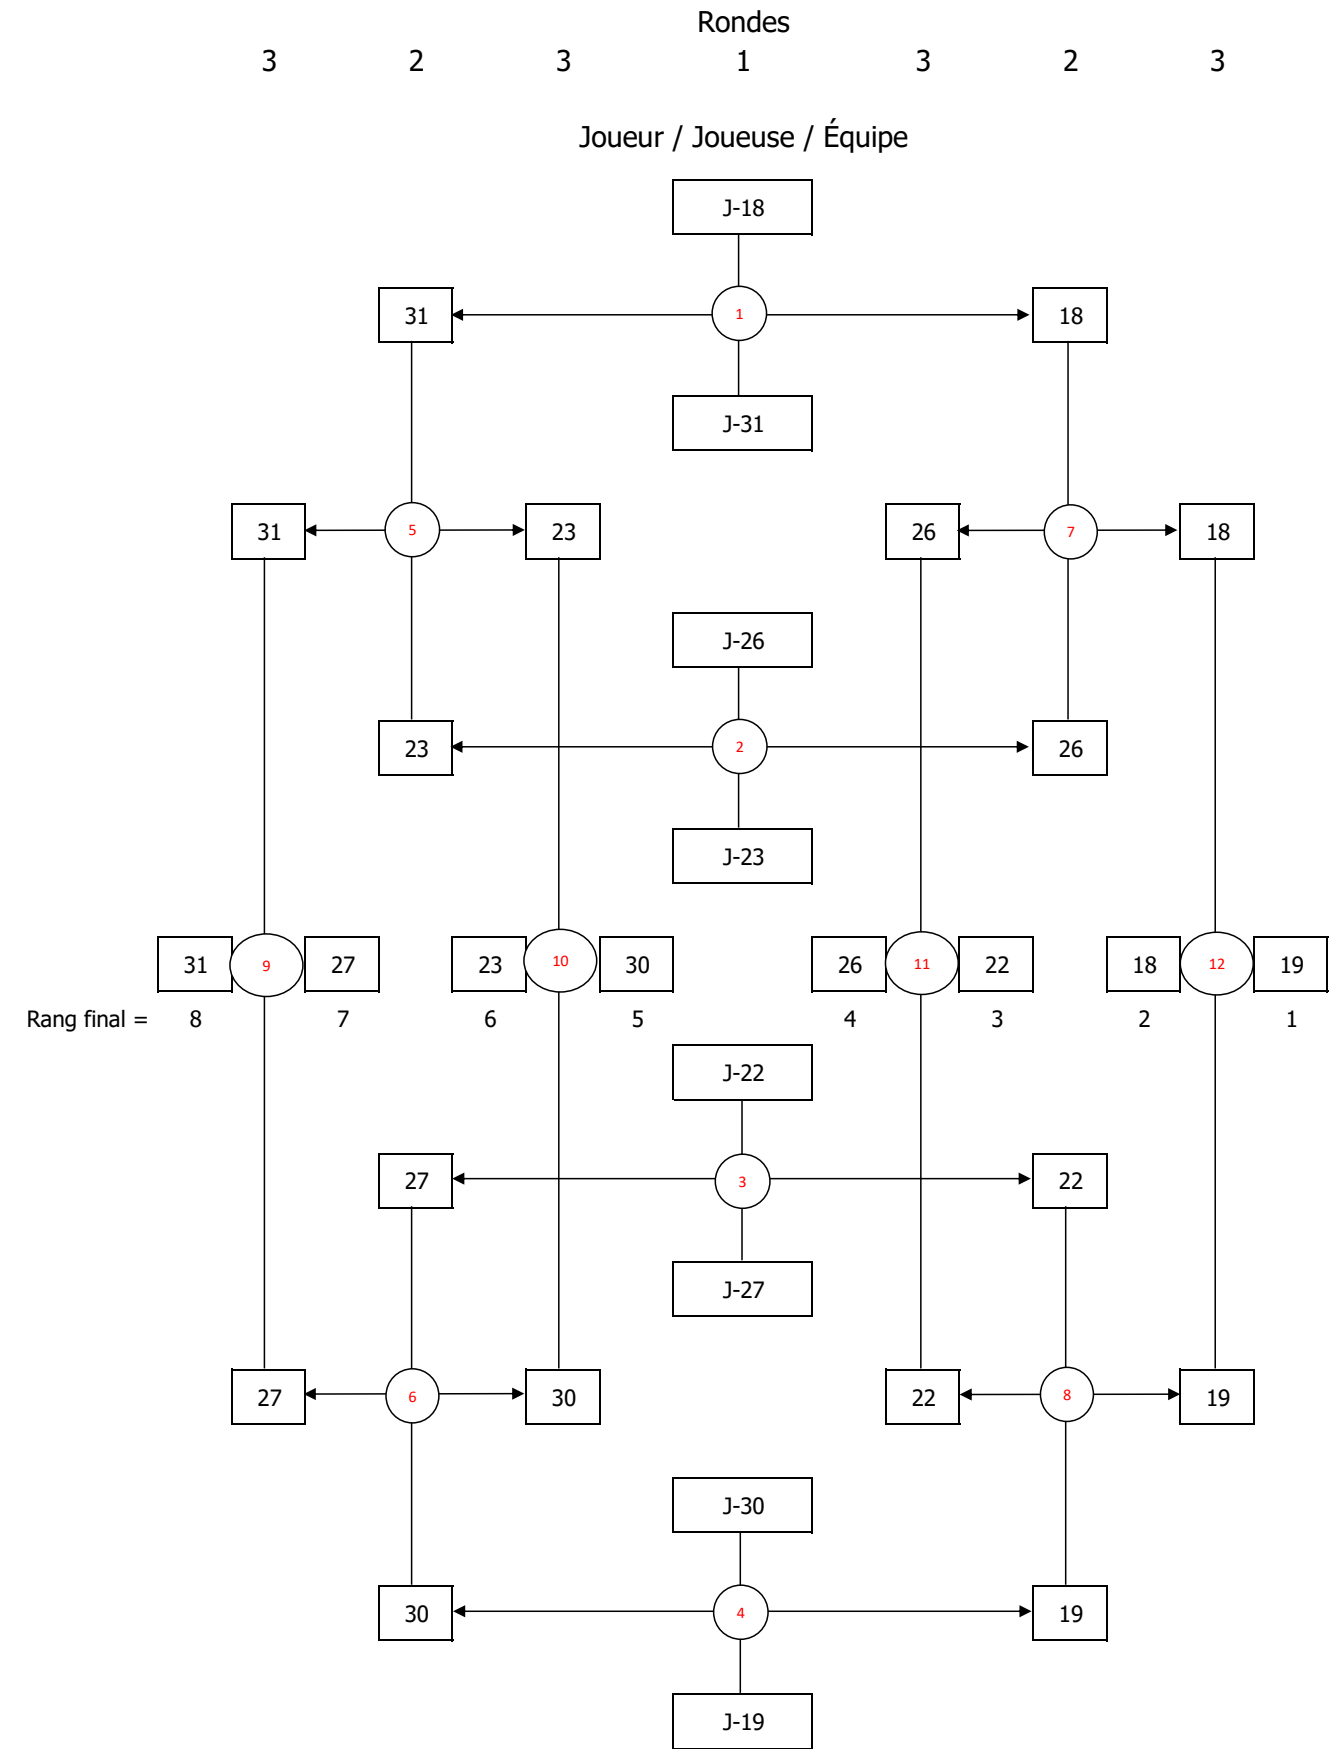 Rondes
3 2 3 1 3 2 3
Joueur / Joueuse / Équipe
J-18
31 1 18
J-31
31 5 23 26 7 18
J-26
23 2 26
J-23
31 9 27 23 10 30 26 11 22 18 12 19
Rang final = 8 7 6 5 4 3 2 1
J-22
27 3 22
J-27
27 6 30 22 8 19
J-30
30 4 19
J-19